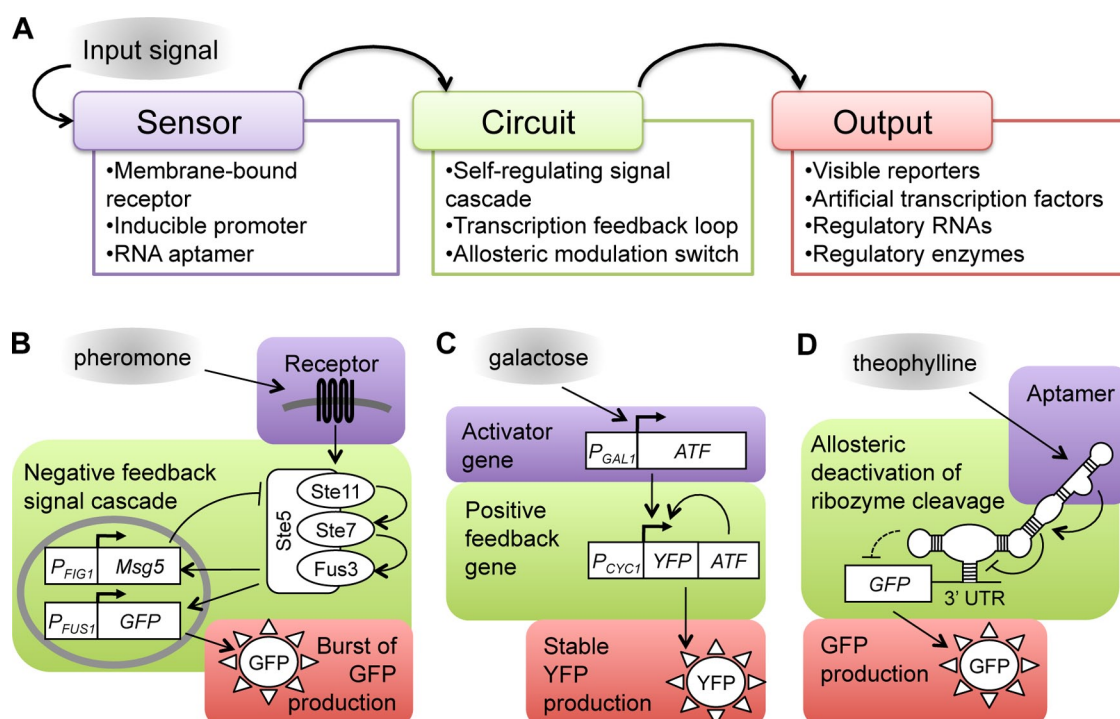 A
Input signal
Sensor
•Membrane-bound
receptor
•Inducible promoter
•RNA aptamer
Circuit
•Self-regulating signal
cascade
•Transcription feedback loop
•Allosteric modulation switch
Output
•Visible reporters
•Artificial transcription factors
•Regulatory RNAs
•Regulatory enzymes
B
pheromone
Receptor
Negative feedback
signal cascade
Ste5
Ste11
Ste7
Fus3
PFIG1 Msg5
PFUS1 GFP
GFP
Burst of
GFP
production
C
galactose
Activator
gene
PGAL1 ATF
Positive
feedback
gene
PCYC1 YFP ATF
Stable
YFP
production
YFP
D
theophylline
Aptamer
Allosteric
deactivation of
ribozyme cleavage
GFP
3' UTR
GFP
production
GFP